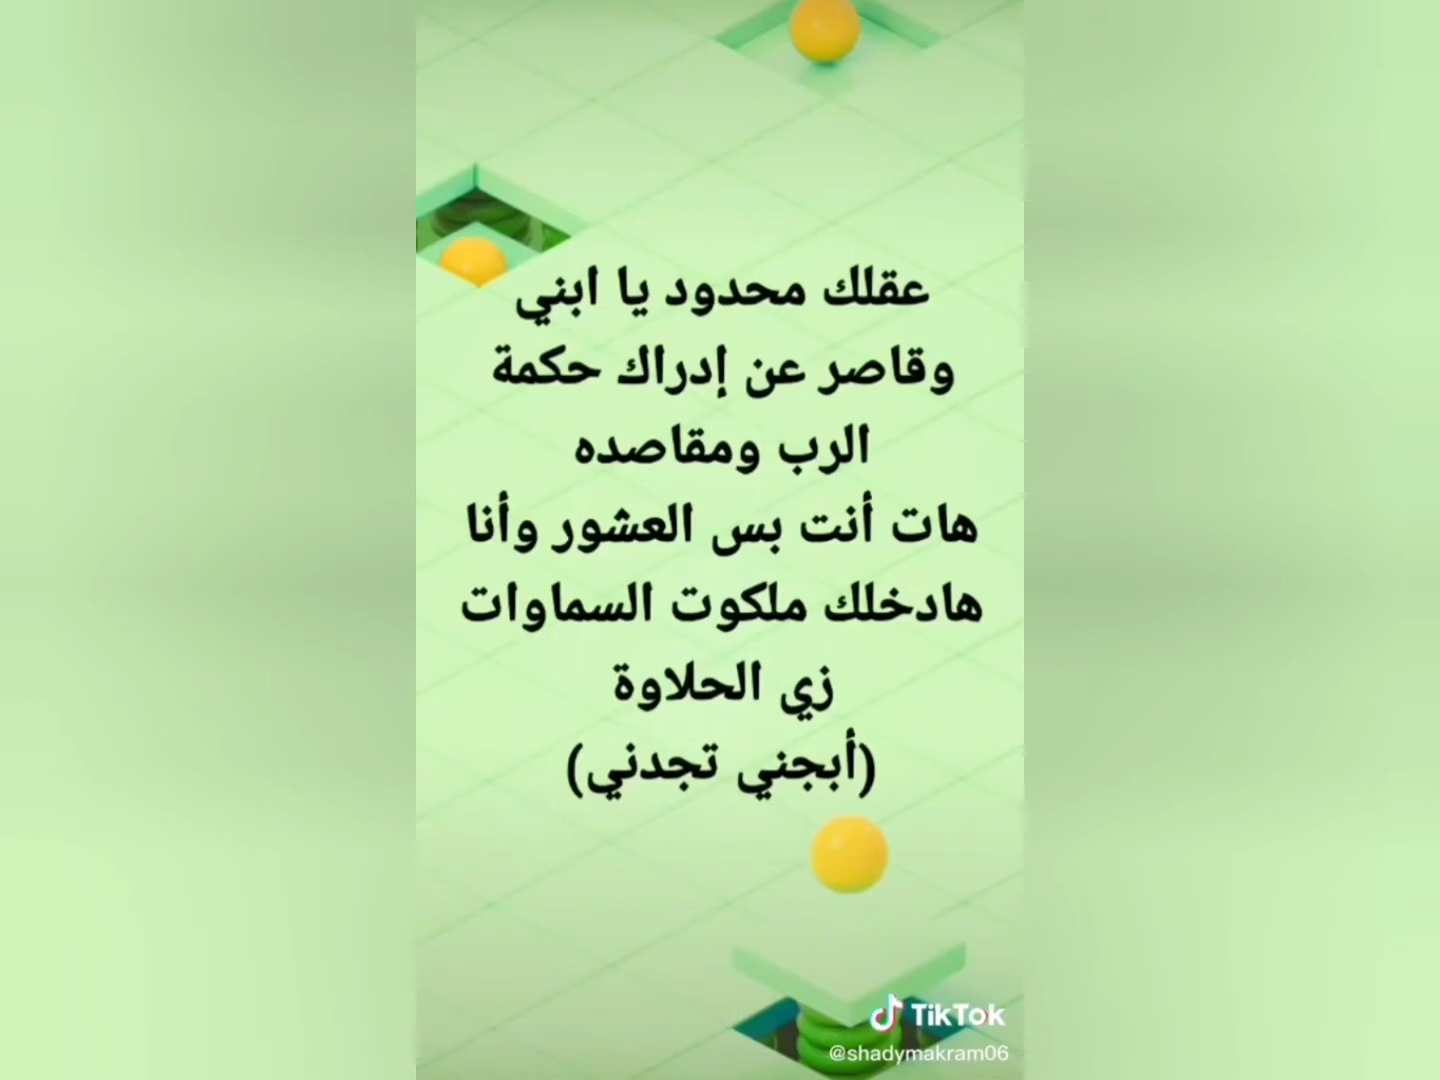 عقلك محدود يا ابني
وقاصر عن إدراك حكمة
الرب ومقاصده
هات أنت بس العشور وأنا
هادخلك ملكوت السماوات
زي الحلاوة
(أبجني تجدني)
TikTok
@shadymakram06